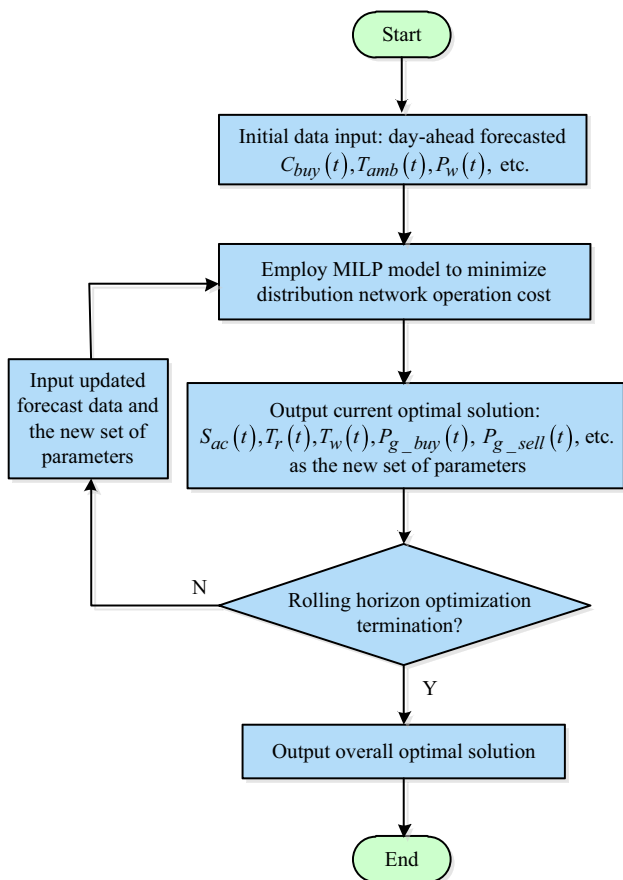 Start
Initial data input: day-ahead forecasted
C_buy(t), T_amb(t), P_w(t), etc.
Employ MILP model to minimize
distribution network operation cost
Input updated
forecast data and
the new set of
parameters
Output current optimal solution:
S_ac(t), T_r(t), T_w(t), P_g_buy(t), P_g_sell(t), etc.
as the new set of parameters
N
Rolling horizon optimization
termination?
Y
Output overall optimal solution
End